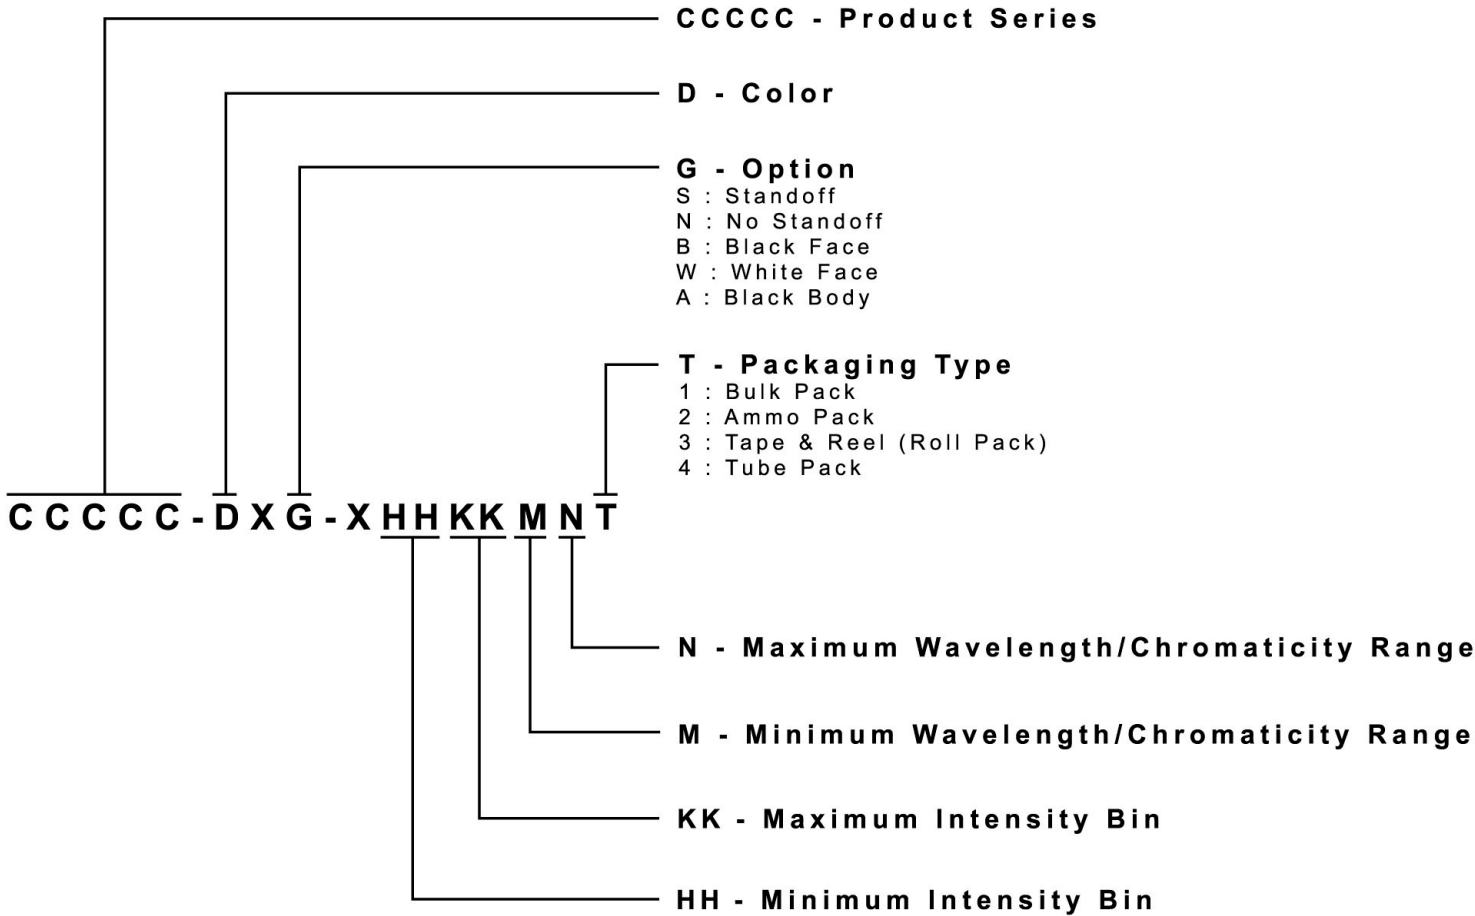 CCCCC - Product Series
D - Color
G - Option
S : Standoff
N : No Standoff
B : Black Face
W : White Face
A : Black Body
T - Packaging Type
1 : Bulk Pack
2 : Ammo Pack
3 : Tape & Reel (Roll Pack)
4 : Tube Pack
CCCCC-DXG-XHHKKMNT
N - Maximum Wavelength/Chromaticity Range
M - Minimum Wavelength/Chromaticity Range
KK - Maximum Intensity Bin
HH - Minimum Intensity Bin